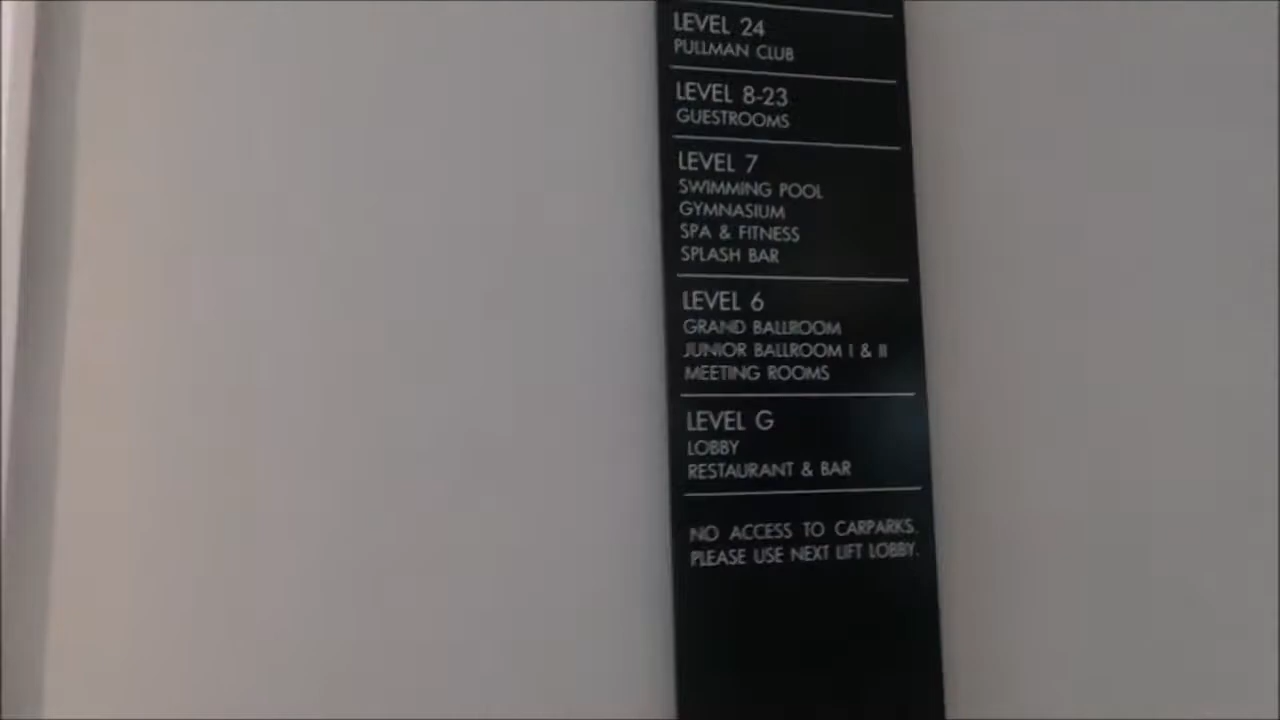 LEVEL 24
PULLMAN CLUB
LEVEL 8-23
GUESTROOMS
LEVEL 7
SWIMMING POOL
GYMNASIUM
SPA & FITNESS
SPLASH BAR
LEVEL 6
GRAND BALLROOM
JUNIOR BALLROOM I & II
MEETING ROOMS
LEVEL G
LOBBY
RESTAURANT & BAR
NO ACCESS TO CARPARKS.
PLEASE USE NEXT LIFT LOBBY.